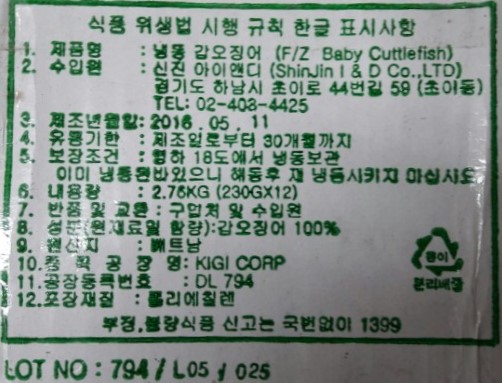 식품 위생법 시행 규칙 한글 표시사항
1. 제품명 : 냉동 갑오징어 (F/Z Baby Cuttlefish)
2. 수입원 : 신진 아이앤디 (ShinJin I & D Co.,LTD)
경기도 하남시 초이로 44번길 59 (초이동)
TEL: 02-408-4425
3. 제조년월일: 2016 . 05 . 11
4. 유통기한 : 제조일로부터 30개월까지
5. 보장조건 : 영하 18도에서 냉동보관
이미 냉동된바있으니 해동후 재 냉동시키지 마십시오
6. 내용량 : 2.76KG (230GX12)
7. 반품 및 교환 : 구입처 및 수입원
8. 성분(원재료및 함량):갑오징어 100%
9. 원산지 : 베트남
10. 공장명: KIGI CORP
11.공장등록번호 : DL 794
12.포장재질 : 폴리에칠렌
부정,불량식품 신고는 국번없이 1399
종이
분리배출
LOT NO : 794 / L05 / 025